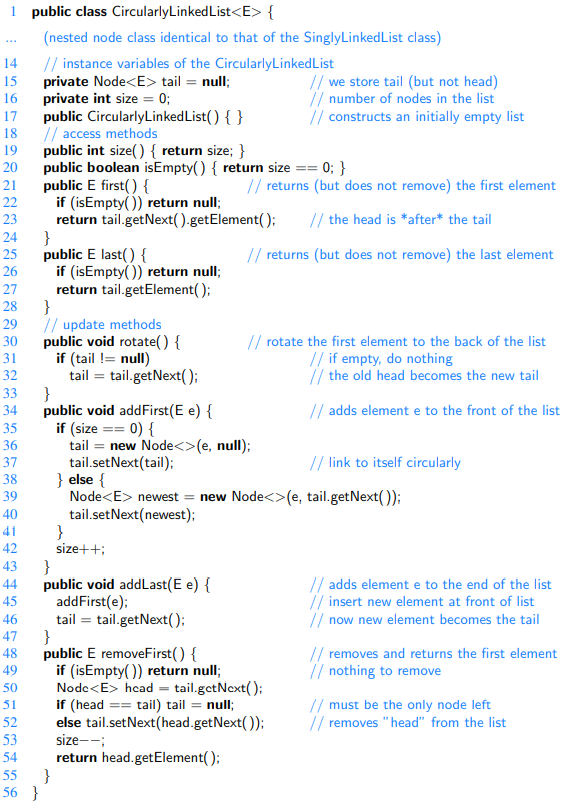 1 public class CircularlyLinkedList<E> {
... (nested node class identical to that of the SinglyLinkedList class)
14 // instance variables of the CircularlyLinkedList
15 private Node<E> tail = null; // we store tail (but not head)
16 private int size = 0; // number of nodes in the list
17 public CircularlyLinkedList( ) { } // constructs an initially empty list
18 // access methods
19 public int size( ) { return size; }
20 public boolean isEmpty( ) { return size == 0; }
21 public E first( ) { // returns (but does not remove) the first element
22 if (isEmpty( )) return null;
23 return tail.getNext( ).getElement( ); // the head is *after* the tail
24 }
25 public E last( ) { // returns (but does not remove) the last element
26 if (isEmpty( )) return null;
27 return tail.getElement( );
28 }
29 // update methods
30 public void rotate( ) { // rotate the first element to the back of the list
31 if (tail != null) // if empty, do nothing
32 tail = tail.getNext( ); // the old head becomes the new tail
33 }
34 public void addFirst(E e) { // adds element e to the front of the list
35 if (size == 0) {
36 tail = new Node<>(e, null);
37 tail.setNext(tail); // link to itself circularly
38 } else {
39 Node<E> newest = new Node<>(e, tail.getNext( ));
40 tail.setNext(newest);
41 }
42 size++;
43 }
44 public void addLast(E e) { // adds element e to the end of the list
45 addFirst(e); // insert new element at front of list
46 tail = tail.getNext( ); // now new element becomes the tail
47 }
48 public E removeFirst( ) { // removes and returns the first element
49 if (isEmpty( )) return null; // nothing to remove
50 Node<E> head = tail.getNext( );
51 if (head == tail) tail = null; // must be the only node left
52 else tail.setNext(head.getNext( )); // removes "head" from the list
53 size−−;
54 return head.getElement( );
55 }
56 }